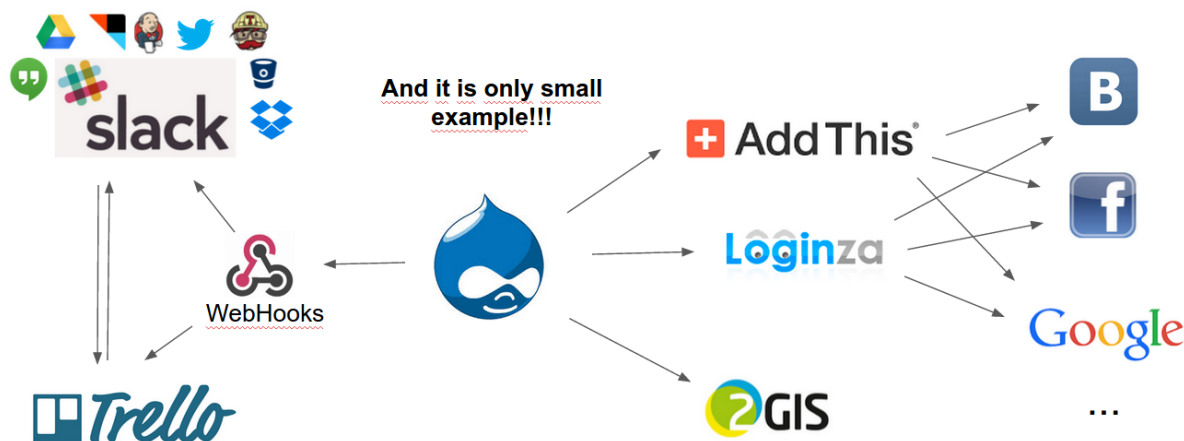 And it is only small
example!!!
slack
AddThis®
B
f
Loginza
WebHooks
Google
Trello
2GIS
...